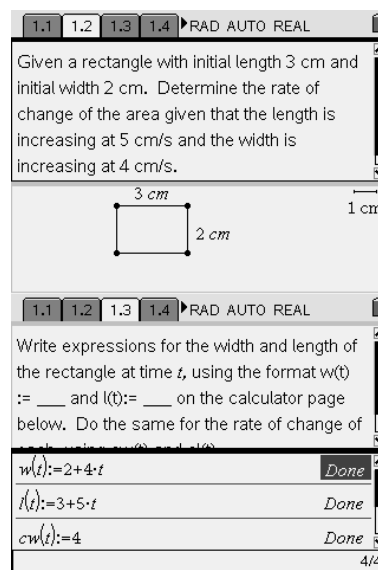 1.1 1.2 1.3 1.4 RAD AUTO REAL
Given a rectangle with initial length 3 cm and
initial width 2 cm. Determine the rate of
change of the area given that the length is
increasing at 5 cm/s and the width is
increasing at 4 cm/s.
3 cm
1 cm
2 cm
1.1 1.2 1.3 1.4 RAD AUTO REAL
Write expressions for the width and length of
the rectangle at time t, using the format w(t)
:= ___ and l(t):= ___ on the calculator page
below. Do the same for the rate of change of
w(t):=2+4·t Done
l(t):=3+5·t Done
cw(t):=4 Done
4/4